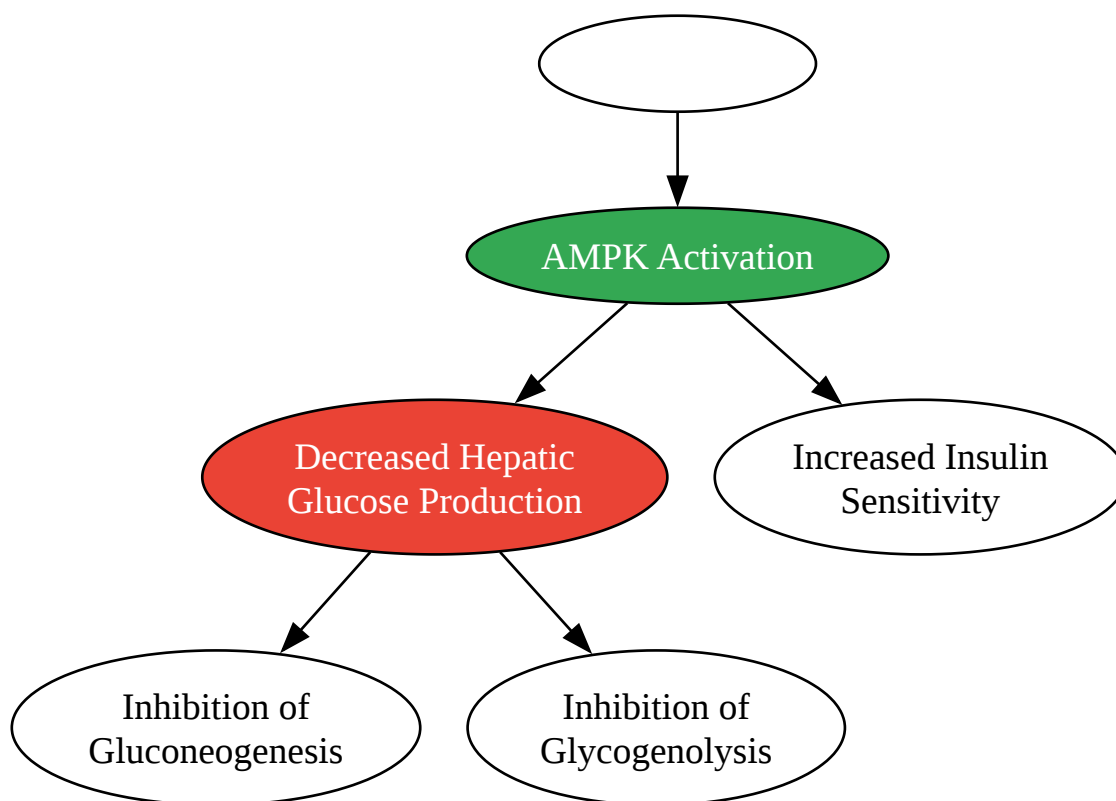 AMPK Activation
Decreased Hepatic
Glucose Production
Increased Insulin
Sensitivity
Inhibition of
Gluconeogenesis
Inhibition of
Glycogenolysis